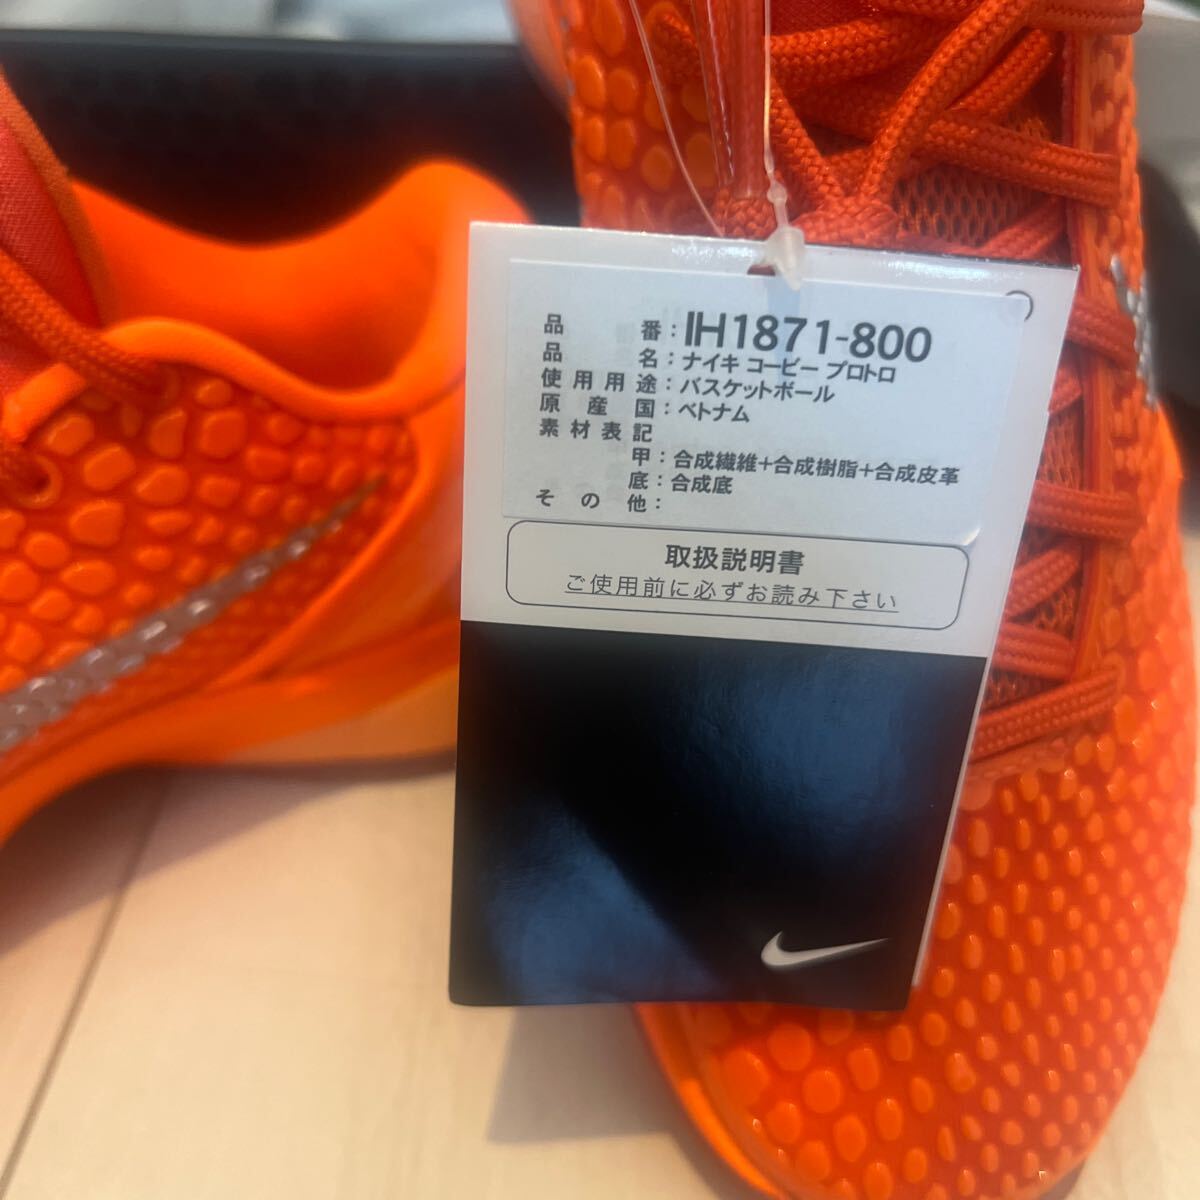 品番：IH1871-800
品名：ナイキ コービー プロトロ
使用用途：バスケットボール
原産国：ベトナム
素材表記
甲：合成繊維＋合成樹脂＋合成皮革
底：合成底
その他：
取扱説明書
ご使用前に必ずお読み下さい